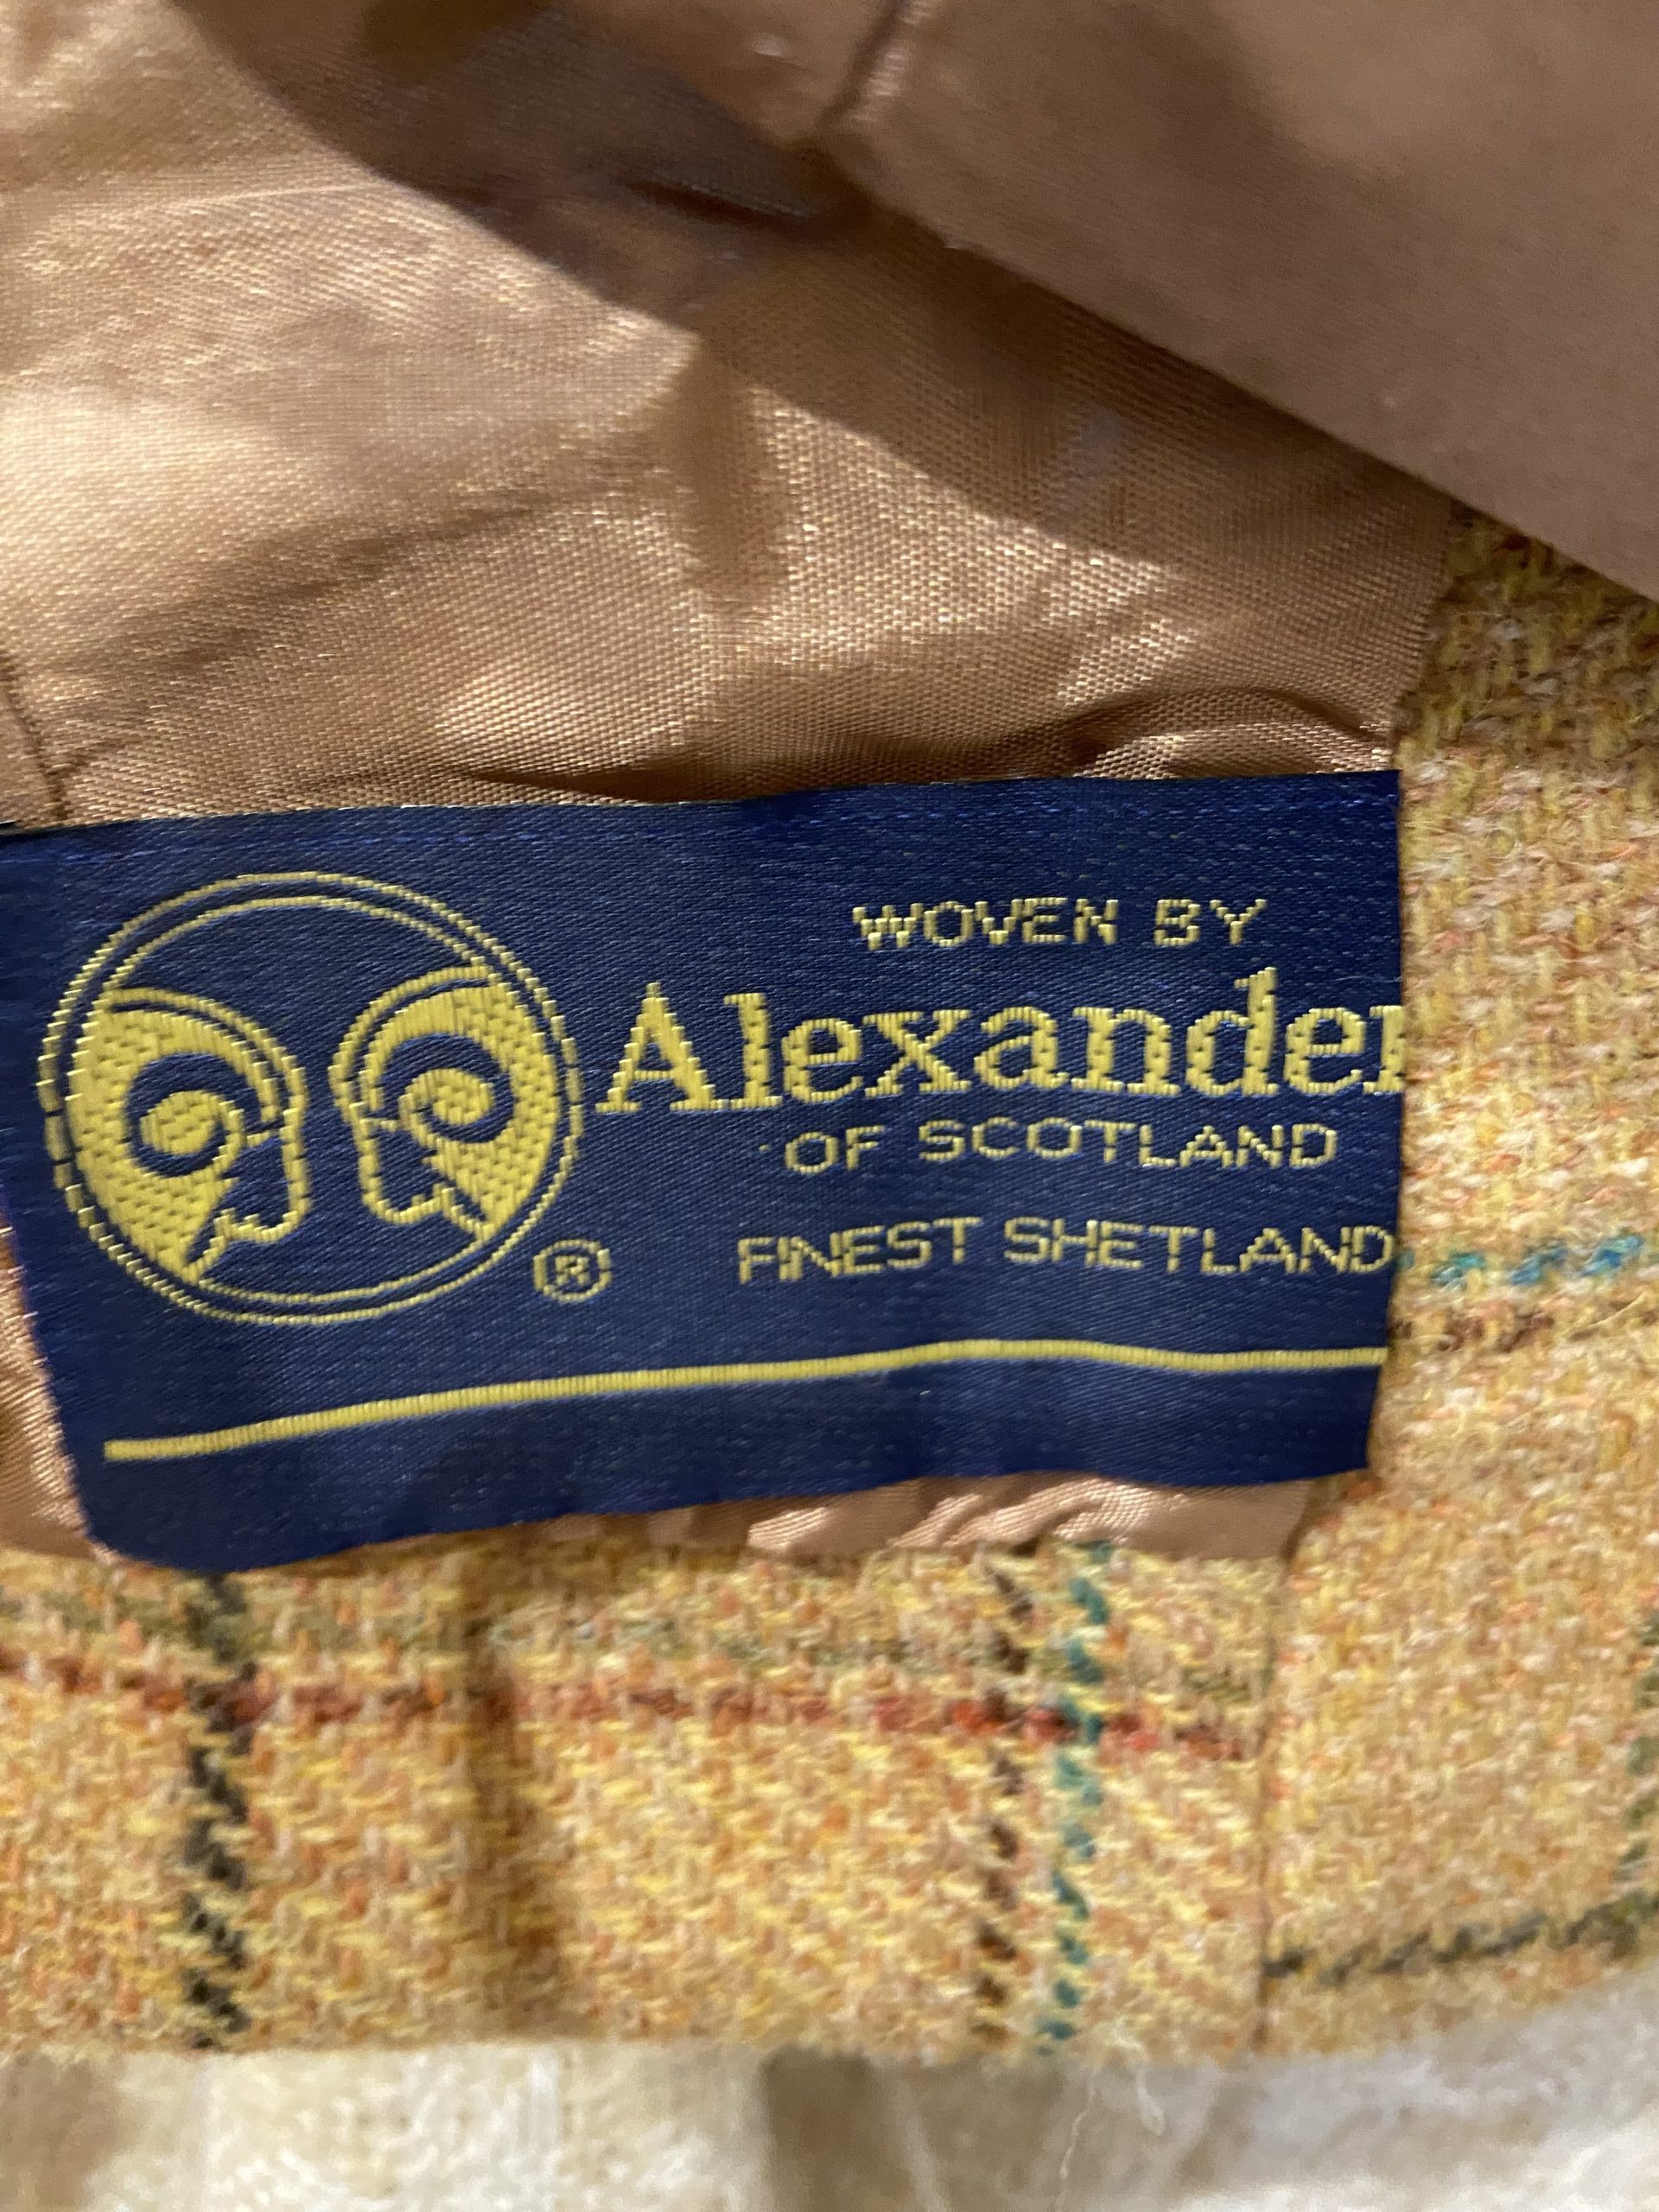 WOVEN BY
Alexander
OF SCOTLAND
FINEST SHETLAND
®